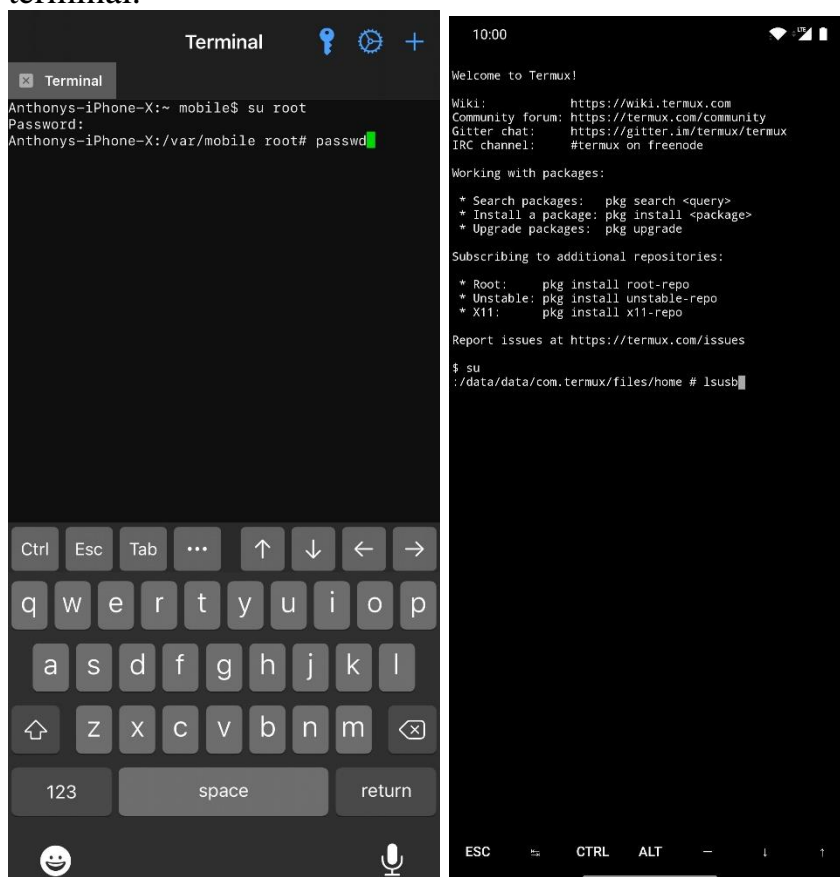 terminal.
Terminal
Terminal
Anthonys-iPhone-X:~ mobile$ su root
Password:
Anthonys-iPhone-X:/var/mobile root# passwd
Ctrl Esc Tab ••• ↑ ↓ ← →
q w e r t y u i o p
a s d f g h j k l
z x c v b n m
123 space return
10:00
LTE
Welcome to Termux!
Wiki: https://wiki.termux.com
Community forum: https://termux.com/community
Gitter chat: https://gitter.im/termux/termux
IRC channel: #termux on freenode
Working with packages:
* Search packages: pkg search <query>
* Install a package: pkg install <package>
* Upgrade packages: pkg upgrade
Subscribing to additional repositories:
* Root: pkg install root-repo
* Unstable: pkg install unstable-repo
* X11: pkg install x11-repo
Report issues at https://termux.com/issues
$ su
:/data/data/com.termux/files/home # lsusb
ESC ↹ CTRL ALT — ↓ ↑